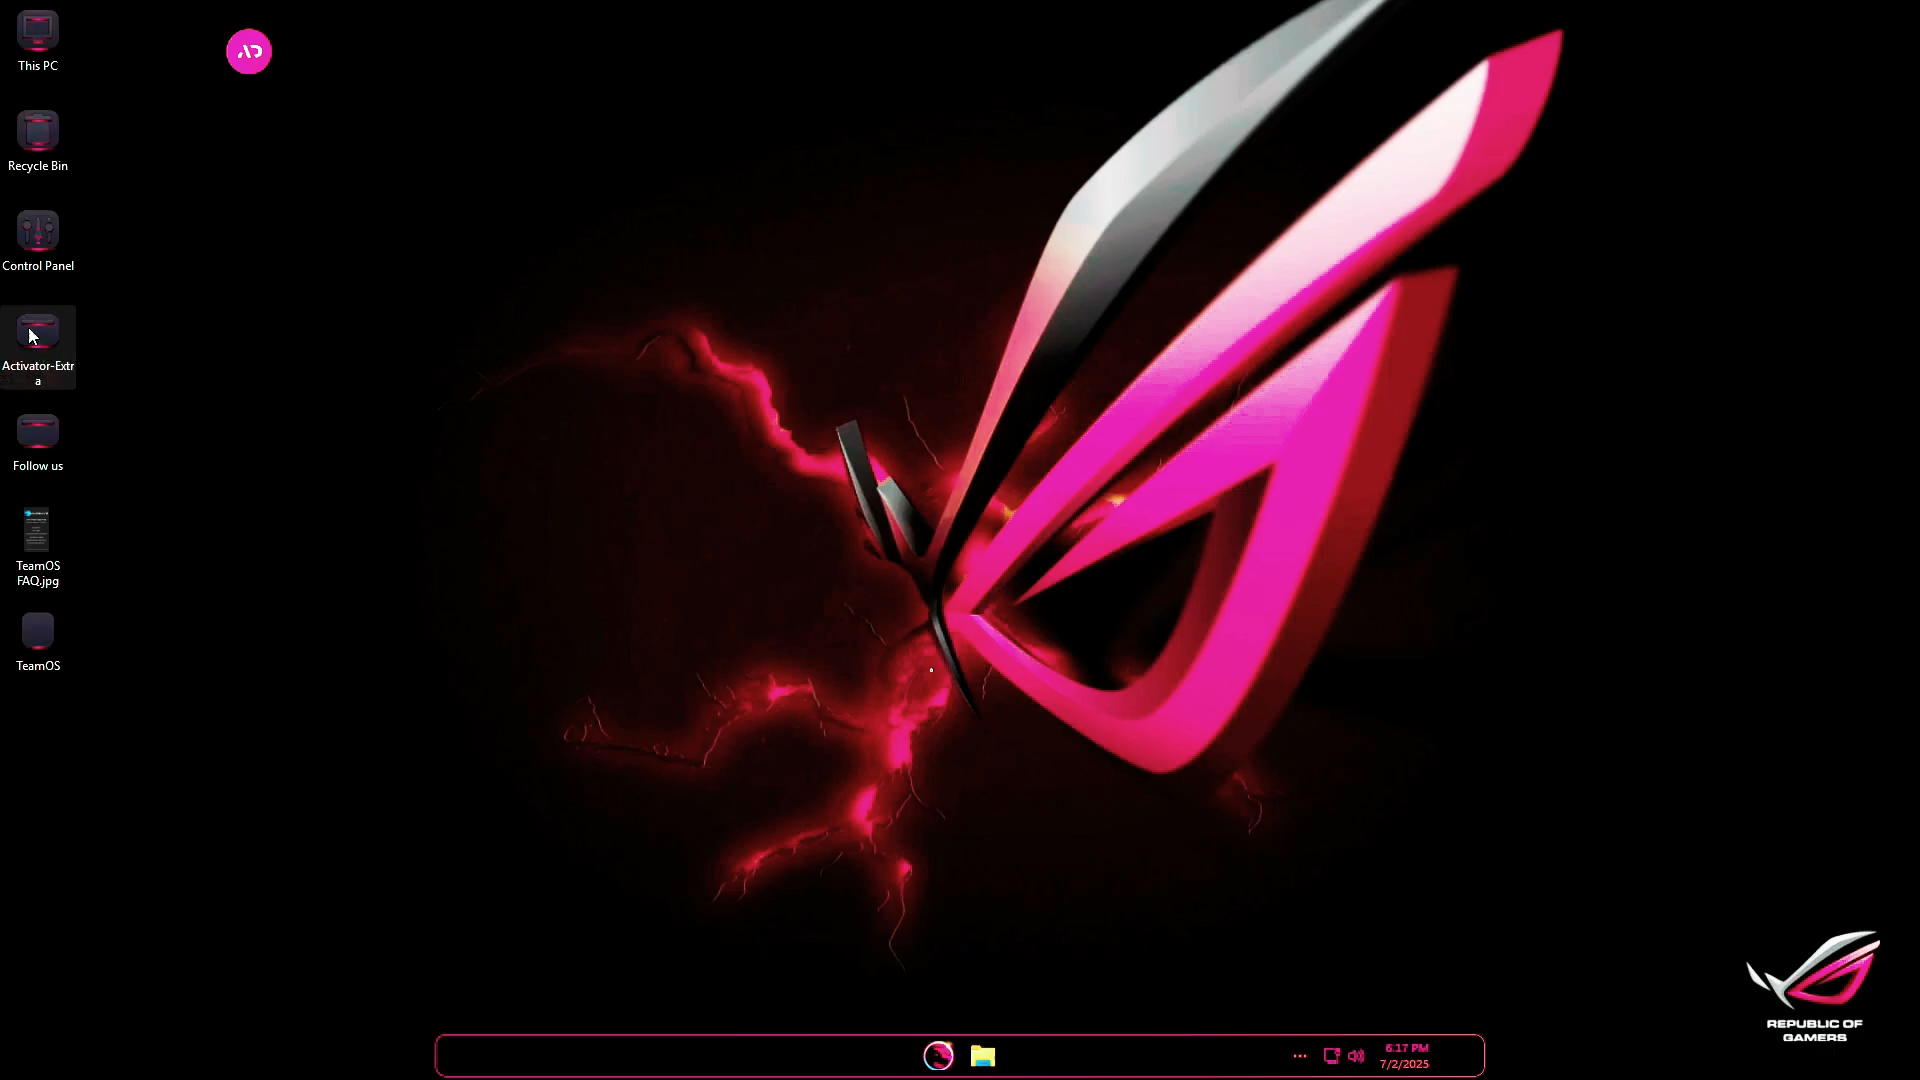 This PC
Recycle Bin
Control Panel
Activator-Extr
a
Follow us
TeamOS
FAQ.jpg
TeamOS
AD
REPUBLIC OF
GAMERS
6:17 PM
7/2/2025